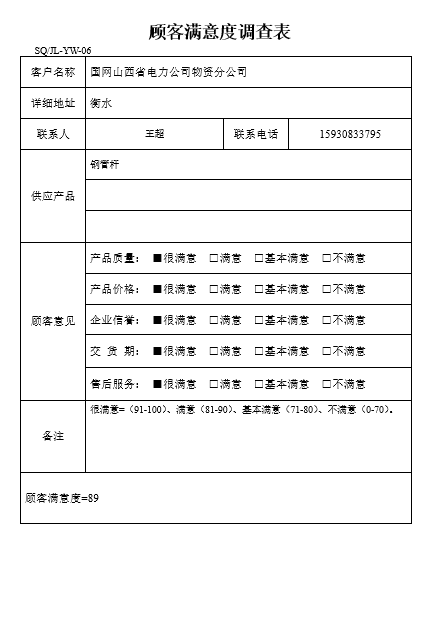 顾客满意度调查表
SQ/JL-YW-06
客户名称 国网山西省电力公司物资分公司
详细地址 衡水
联系人 王超 联系电话 15930833795
供应产品 钢管杆
顾客意见
产品质量： ■很满意 □满意 □基本满意 □不满意
产品价格： ■很满意 □满意 □基本满意 □不满意
企业信誉： ■很满意 □满意 □基本满意 □不满意
交 货 期： ■很满意 □满意 □基本满意 □不满意
售后服务： ■很满意 □满意 □基本满意 □不满意
备注 很满意=（91-100）、满意（81-90）、基本满意（71-80）、不满意（0-70）。
顾客满意度=89